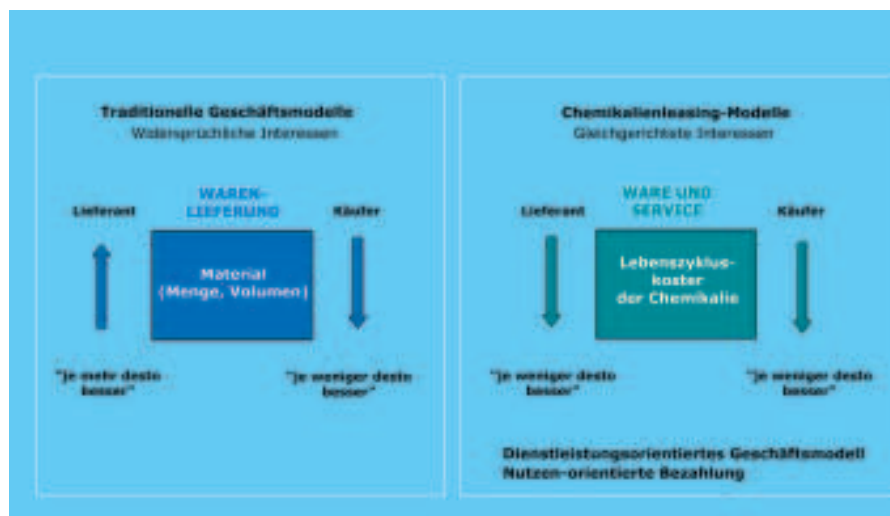 Traditionelle Geschäftsmodelle
Widersprüchliche Interessen
Lieferant
WAREN-
LIEFERUNG
Käufer
Material
(Menge, Volumen)
"je mehr desto
besser"
"je weniger desto
besser"
Chemikalienleasing-Modelle
Gleichgerichtete Interessen
Lieferant
WARE UND
SERVICE
Käufer
Lebenszyklus-
koster
der Chemikalie
"je weniger desto
besser"
"je weniger desto
besser"
Dienstleistungsorientiertes Geschäftsmodell
Nutzen-orientierte Bezahlung